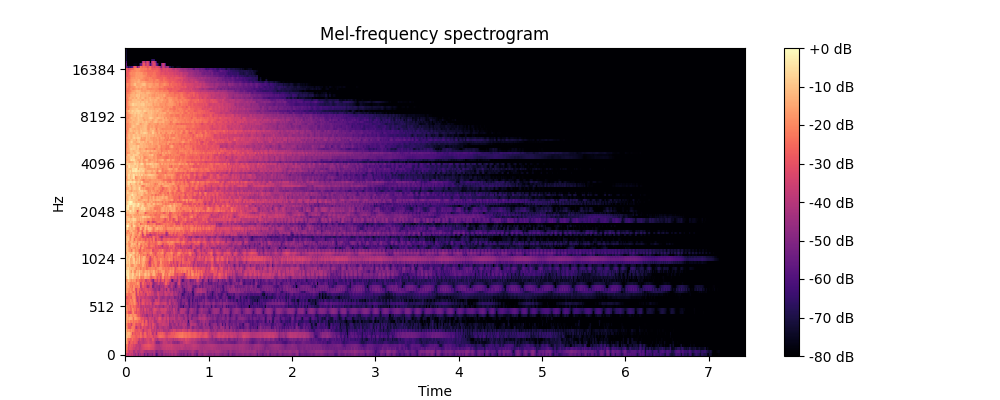 Mel-frequency spectrogram
Hz
16384
8192
4096
2048
1024
512
0
0 1 2 3 4 5 6 7
Time
+0 dB
-10 dB
-20 dB
-30 dB
-40 dB
-50 dB
-60 dB
-70 dB
-80 dB